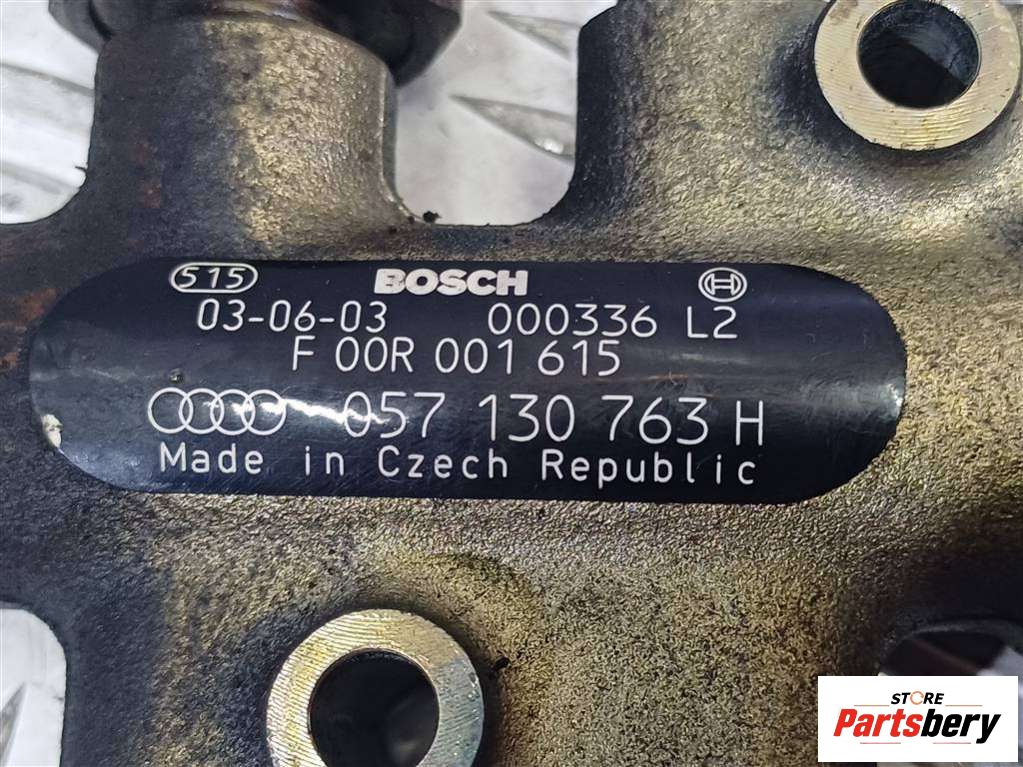 515 BOSCH
03-06-03 000336 L2
F 00R 001 615
057 130 763 H
Made in Czech Republic
STORE
Partsbery